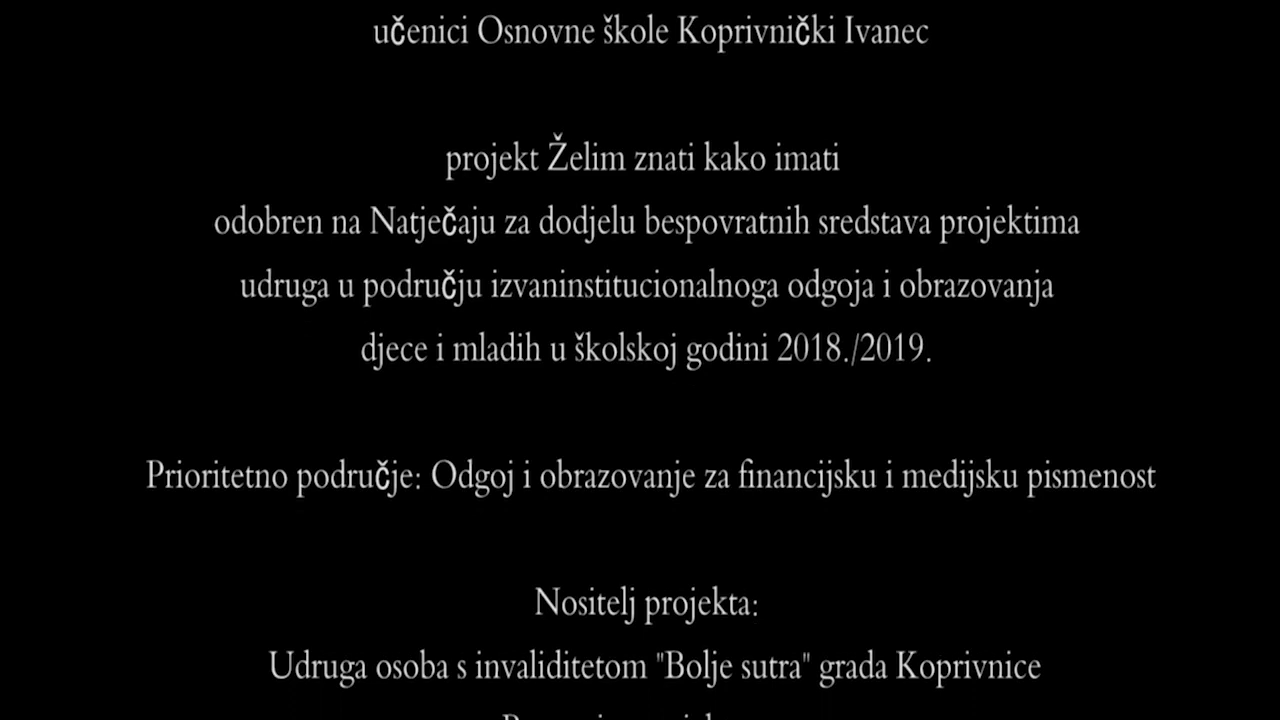 učenici Osnovne škole Koprivnički Ivanec
projekt Želim znati kako imati
odobren na Natječaju za dodjelu bespovratnih sredstava projektima
udruga u području izvaninstitucionalnoga odgoja i obrazovanja
djece i mladih u školskoj godini 2018./2019.
Prioritetno područje: Odgoj i obrazovanje za financijsku i medijsku pismenost
Nositelj projekta:
Udruga osoba s invaliditetom "Bolje sutra" grada Koprivnice